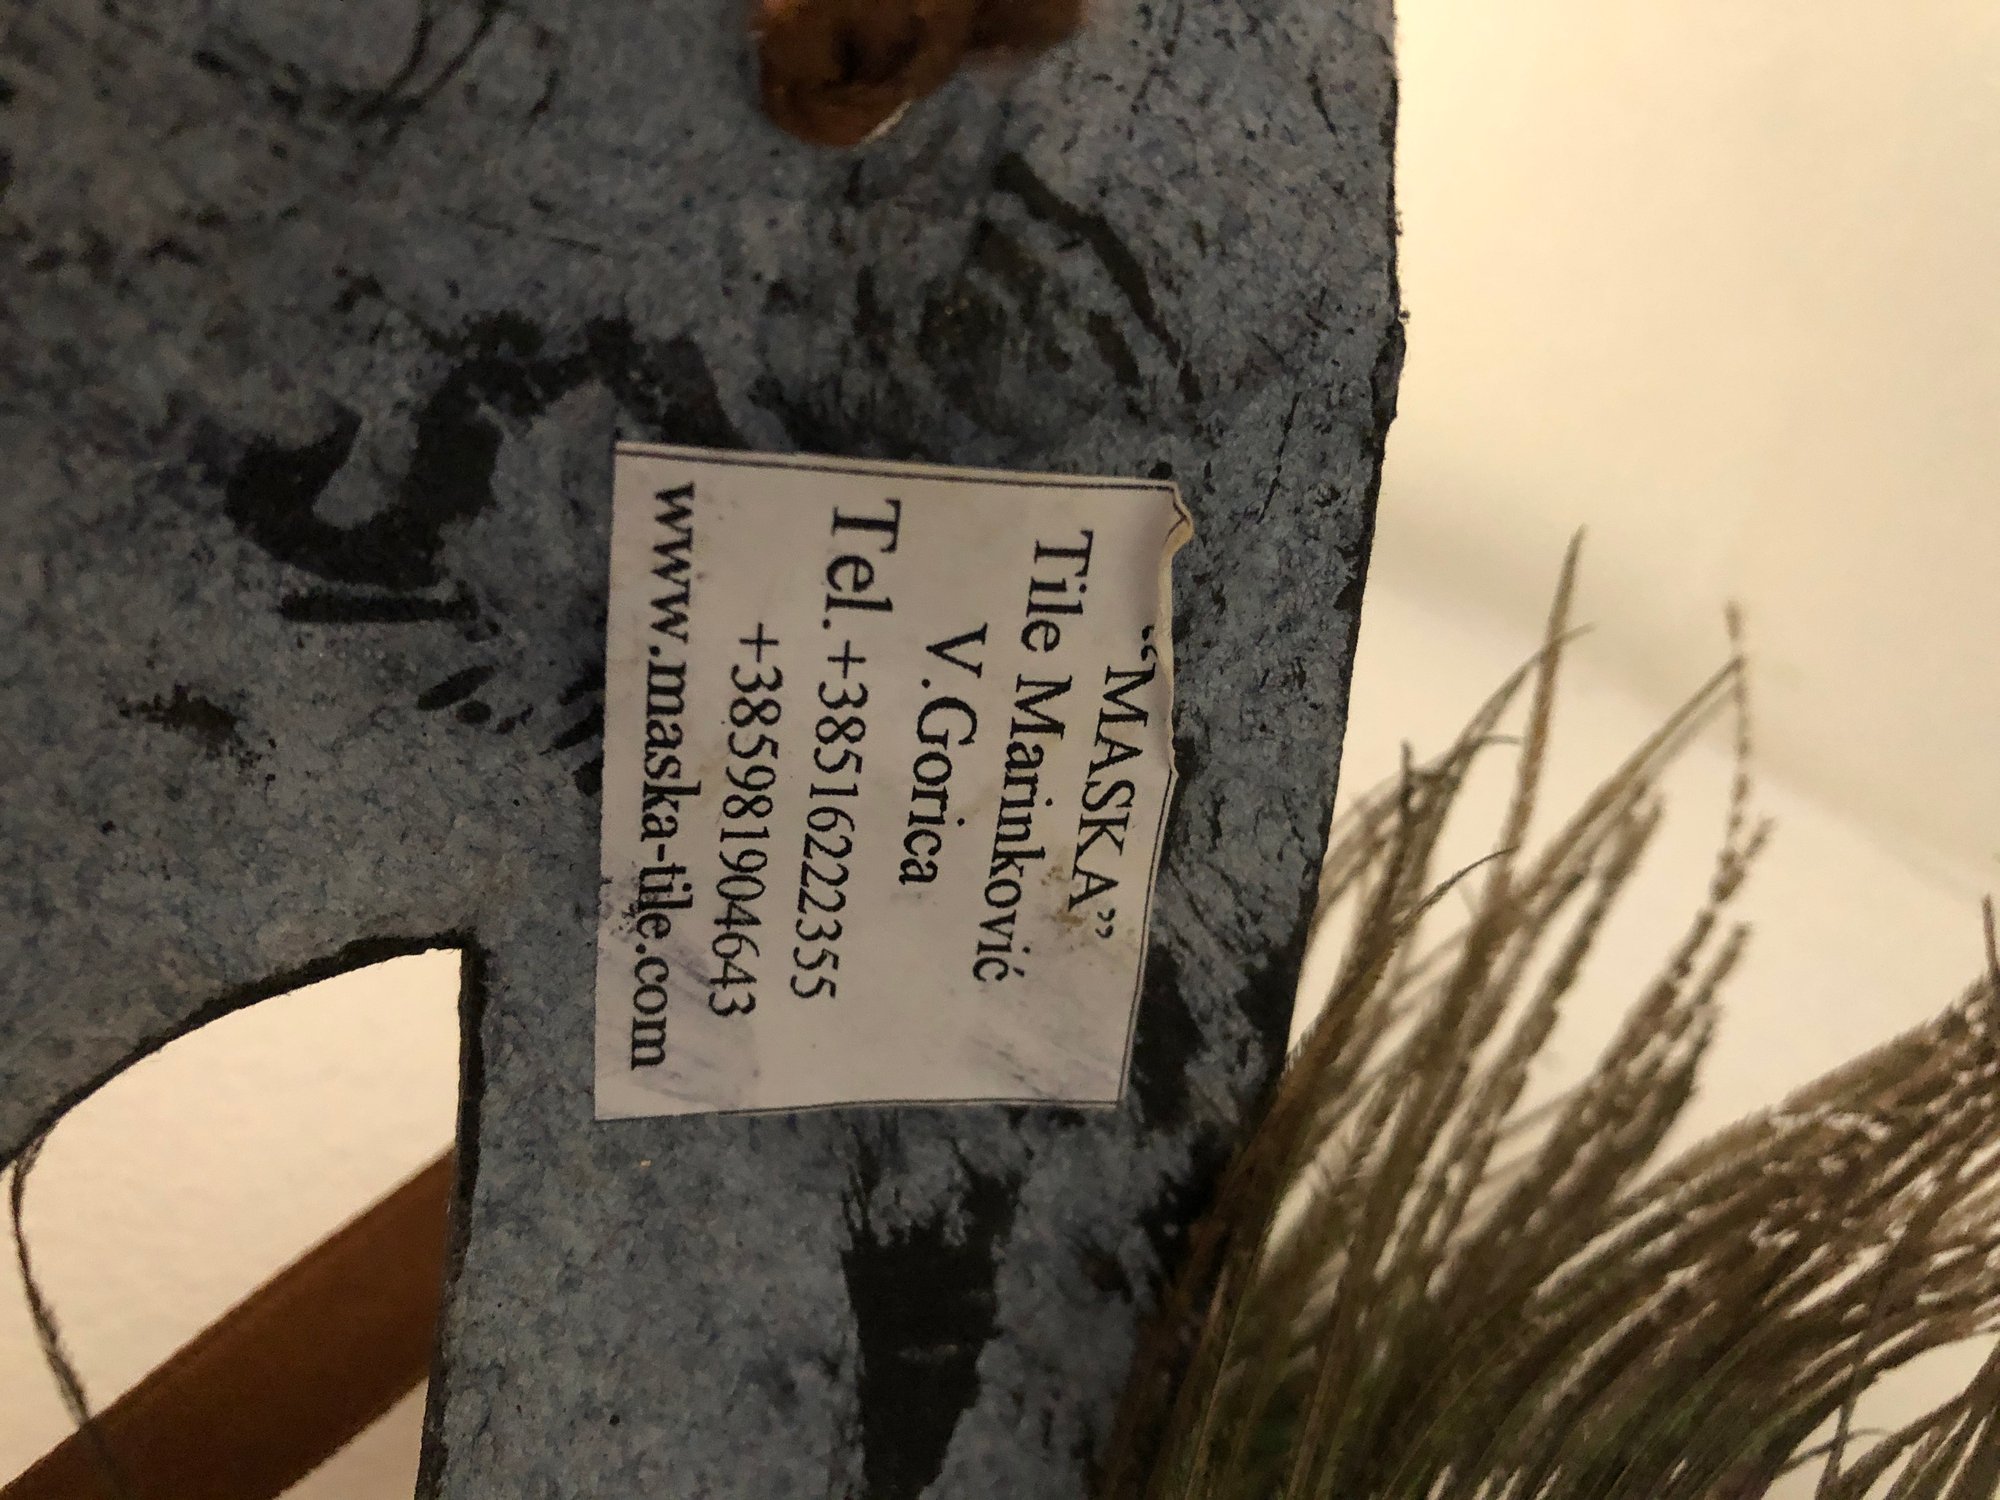 “MASKA”
Tile Marinković
V.Gorica
Tel.+38516222355
+385981904643
www.maska-tile.com